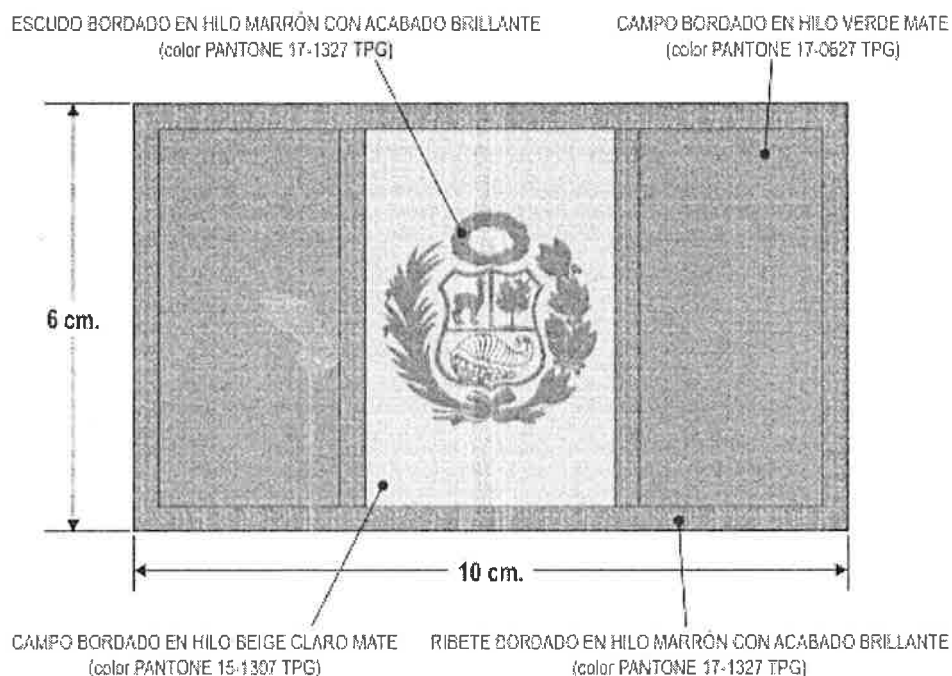 ESCUDO BORDADO EN HILO MARRÓN CON ACABADO BRILLANTE
(color PANTONE 17-1327 TPG)
CAMPO BORDADO EN HILO VERDE MATE
(color PANTONE 17-0627 TPG)
6 cm.
10 cm.
CAMPO BORDADO EN HILO BEIGE CLARO MATE
(color PANTONE 15-1307 TPG)
RIBETE BORDADO EN HILO MARRÓN CON ACABADO BRILLANTE
(color PANTONE 17-1327 TPG)